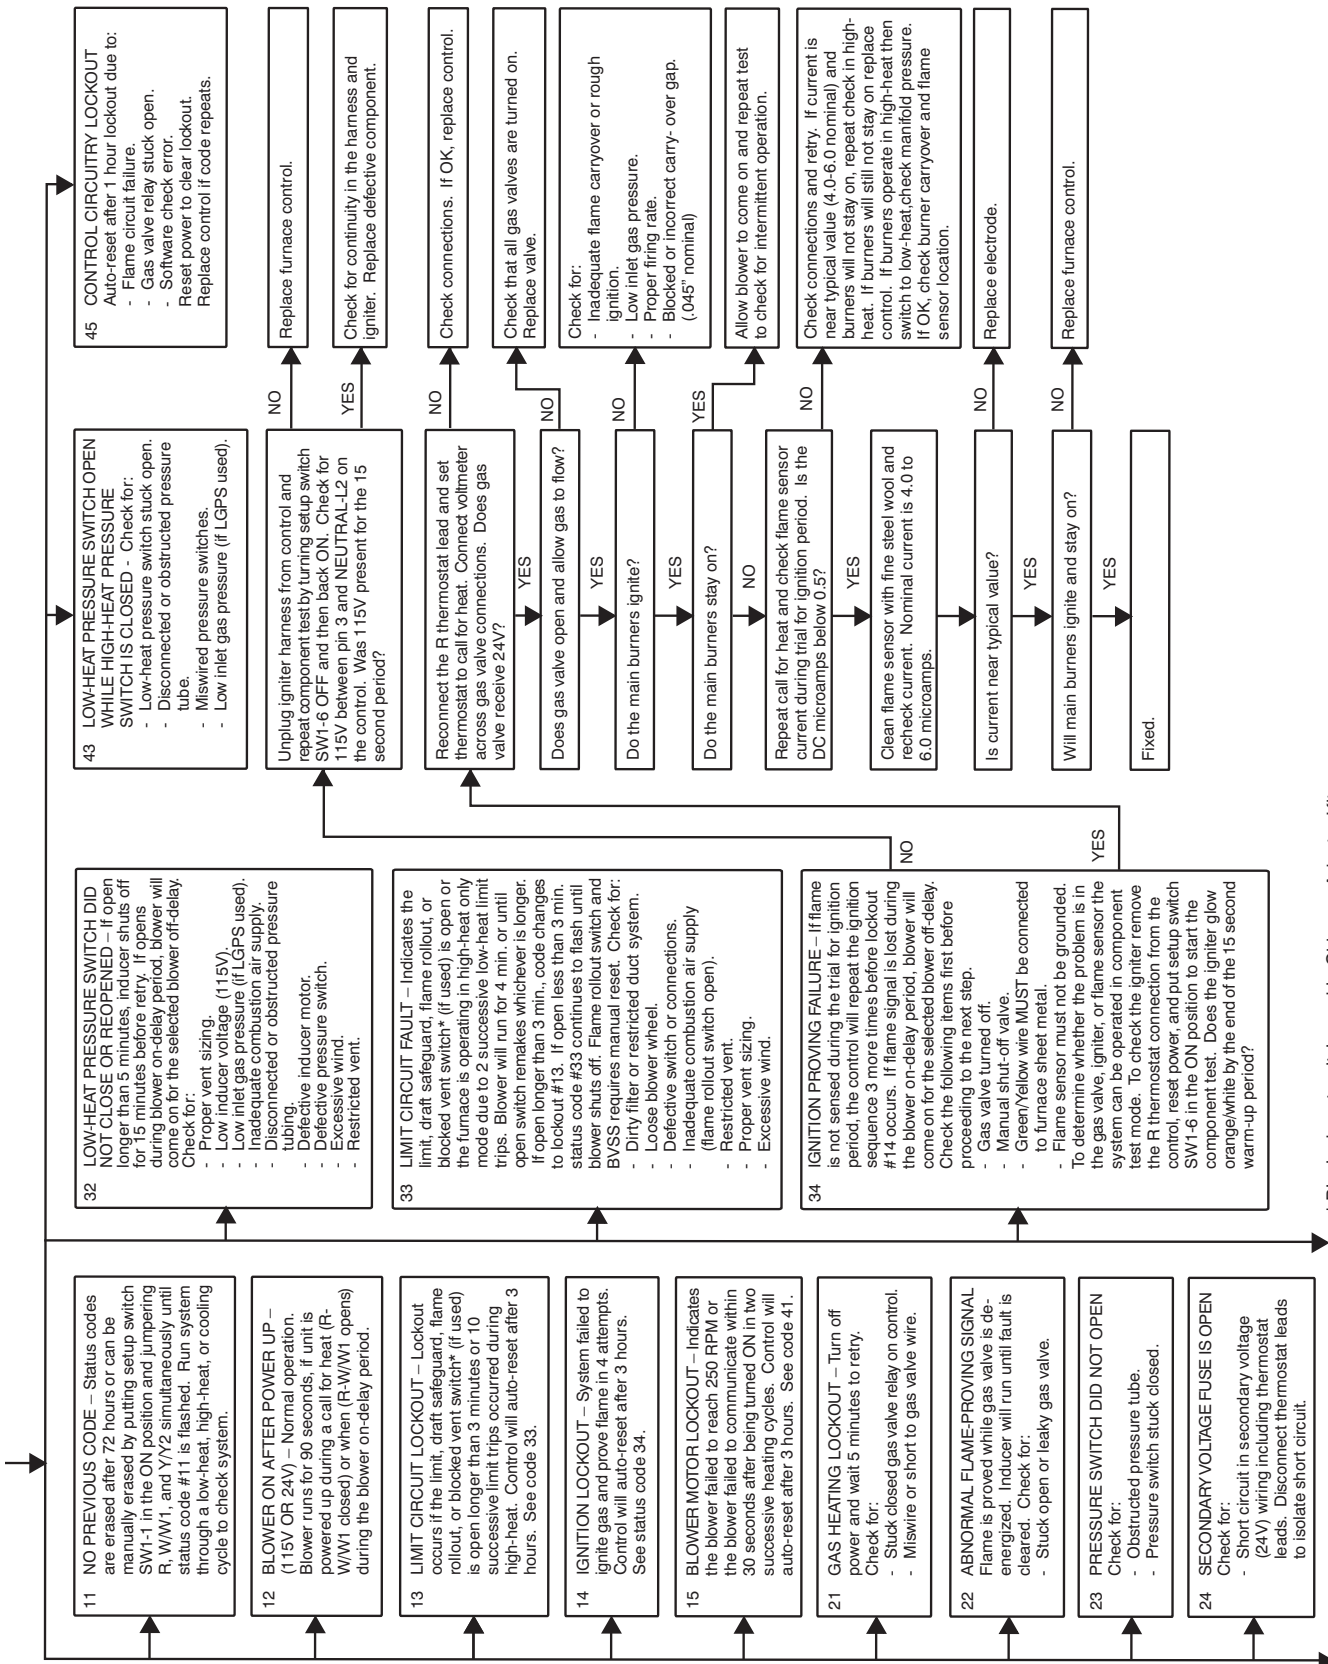 11 NO PREVIOUS CODE – Status codes
are erased after 72 hours or can be
manually erased by putting setup switch
SW1-1 in the ON position and jumpering
R, W/W1, and Y/Y2 simultaneously until
status code #11 is flashed. Run system
through a low-heat, high-heat, or cooling
cycle to check system.
12 BLOWER ON AFTER POWER UP –
(115V OR 24V) – Normal operation.
Blower runs for 90 seconds, if unit is
powered up during a call for heat (R-
W/W1 closed) or when (R-W/W1 opens)
during the blower on-delay period.
13 LIMIT CIRCUIT LOCKOUT – Lockout
occurs if the limit, draft safeguard, flame
rollout, or blocked vent switch* (if used)
is open longer than 3 minutes or 10
successive limit trips occurred during
high-heat. Control will auto-reset after 3
hours. See code 33.
14 IGNITION LOCKOUT – System failed to
ignite gas and prove flame in 4 attempts.
Control will auto-reset after 3 hours.
See status code 34.
15 BLOWER MOTOR LOCKOUT – Indicates
the blower failed to reach 250 RPM or
the blower failed to communicate within
30 seconds after being turned ON in two
successive heating cycles. Control will
auto-reset after 3 hours. See code 41.
21 GAS HEATING LOCKOUT – Turn off
power and wait 5 minutes to retry.
Check for:
- Stuck closed gas valve relay on control.
- Miswire or short to gas valve wire.
22 ABNORMAL FLAME-PROVING SIGNAL
Flame is proved while gas valve is de-
energized. Inducer will run until fault is
cleared. Check for:
- Stuck open or leaky gas valve.
23 PRESSURE SWITCH DID NOT OPEN
Check for:
- Obstructed pressure tube.
- Pressure switch stuck closed.
24 SECONDARY VOLTAGE FUSE IS OPEN
Check for:
- Short circuit in secondary voltage
(24V) wiring including thermostat
leads. Disconnect thermostat leads
to isolate short circuit.
32 LOW-HEAT PRESSURE SWITCH DID
NOT CLOSE OR REOPENED – If open
longer than 5 minutes, inducer shuts off
for 15 minutes before retry. If opens
during blower on-delay period, blower will
come on for the selected blower off-delay.
Check for:
- Proper vent sizing.
- Low inducer voltage (115V).
- Low inlet gas pressure (if LGPS used).
- Inadequate combustion air supply.
- Disconnected or obstructed pressure
tubing.
- Defective inducer motor.
- Defective pressure switch.
- Excessive wind.
- Restricted vent.
33 LIMIT CIRCUIT FAULT – Indicates the
limit, draft safeguard, flame rollout, or
blocked vent switch* (if used) is open or
the furnace is operating in high-heat only
mode due to 2 successive low-heat limit
trips. Blower will run for 4 min. or until
open switch remakes whichever is longer.
If open longer than 3 min., code changes
to lockout #13. If open less than 3 min.
status code #33 continues to flash until
blower shuts off. Flame rollout switch and
BVSS requires manual reset. Check for:
- Dirty filter or restricted duct system.
- Loose blower wheel.
- Defective switch or connections.
- Inadequate combustion air supply
(flame rollout switch open).
- Restricted vent.
- Proper vent sizing.
- Excessive wind.
34 IGNITION PROVING FAILURE – If flame
is not sensed during the trial for ignition
period, the control will repeat the ignition
sequence 3 more times before lockout
#14 occurs. If flame signal is lost during
the blower on-delay period, blower will
come on for the selected blower off-delay.
Check the following items first before
proceeding to the next step.
- Gas valve turned off.
- Manual shut-off valve.
- Green/Yellow wire MUST be connected
to furnace sheet metal.
- Flame sensor must not be grounded.
To determine whether the problem is in
the gas valve, igniter, or flame sensor the
system can be operated in component
test mode. To check the igniter remove
the R thermostat connection from the
control, reset power, and put setup switch
SW1-6 in the ON position to start the
component test. Does the igniter glow
orange/white by the end of the 15 second
warm-up period?
NO
YES
43 LOW-HEAT PRESSURE SWITCH OPEN
WHILE HIGH-HEAT PRESSURE
SWITCH IS CLOSED - Check for:
- Low-heat pressure switch stuck open.
- Disconnected or obstructed pressure
tube.
- Miswired pressure switches.
- Low inlet gas pressure (if LGPS used).
Unplug igniter harness from control and
repeat component test by turning setup switch
SW1-6 OFF and then back ON. Check for
115V between pin 3 and NEUTRAL-L2 on
the control. Was 115V present for the 15
second period?
Reconnect the R thermostat lead and set
thermostat to call for heat. Connect voltmeter
across gas valve connections. Does gas
valve receive 24V?
YES
Does gas valve open and allow gas to flow?
YES
Do the main burners ignite?
YES
Do the main burners stay on?
NO
Repeat call for heat and check flame sensor
current during trial for ignition period. Is the
DC microamps below 0.5?
YES
Clean flame sensor with fine steel wool and
recheck current. Nominal current is 4.0 to
6.0 microamps.
Is current near typical value?
YES
Will main burners ignite and stay on?
YES
Fixed.
45 CONTROL CIRCUITRY LOCKOUT
Auto-reset after 1 hour lockout due to:
- Flame circuit failure.
- Gas valve relay stuck open.
- Software check error.
Reset power to clear lockout.
Replace control if code repeats.
NO
Replace furnace control.
YES
Check for continuity in the harness and
igniter. Replace defective component.
NO
Check connections. If OK, replace control.
NO
Check that all gas valves are turned on.
Replace valve.
NO
Check for:
- Inadequate flame carryover or rough
ignition.
- Low inlet gas pressure.
- Proper firing rate.
- Blocked or incorrect carry- over gap.
(.045" nominal)
YES
Allow blower to come on and repeat test
to check for intermittent operation.
NO
Check connections and retry. If current is
near typical value (4.0-6.0 nominal) and
burners will not stay on, repeat check in high-
heat. If burners will still not stay on replace
control. If burners operate in high-heat then
switch to low-heat,check manifold pressure.
If OK, check burner carryover and flame
sensor location.
NO
Replace electrode.
NO
Replace furnace control.